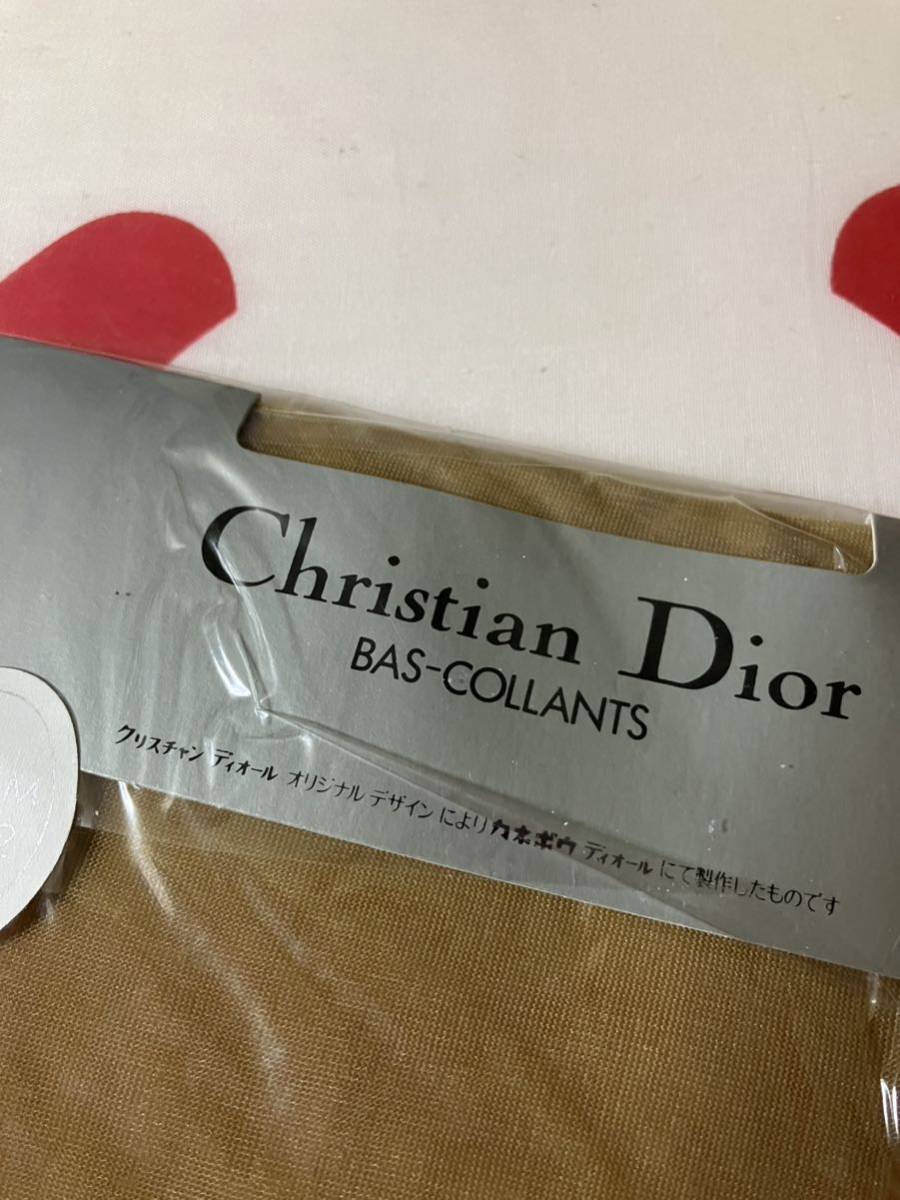 Christian Dior
BAS-COLLANTS
クリスチャン ディオール オリジナル デザインにより カネボウ ディオール にて製作したものです